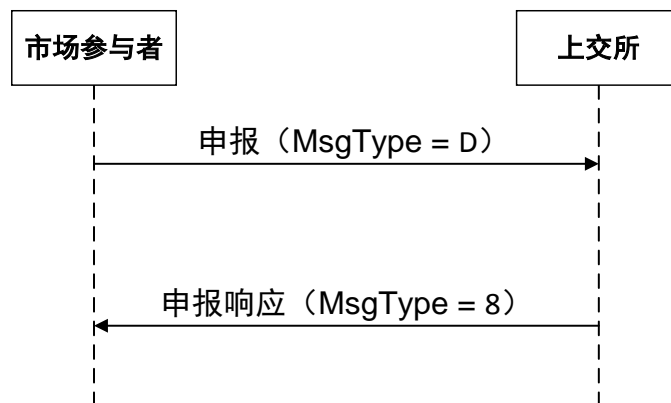 市场参与者
上交所
申报（MsgType = D）
申报响应（MsgType = 8）